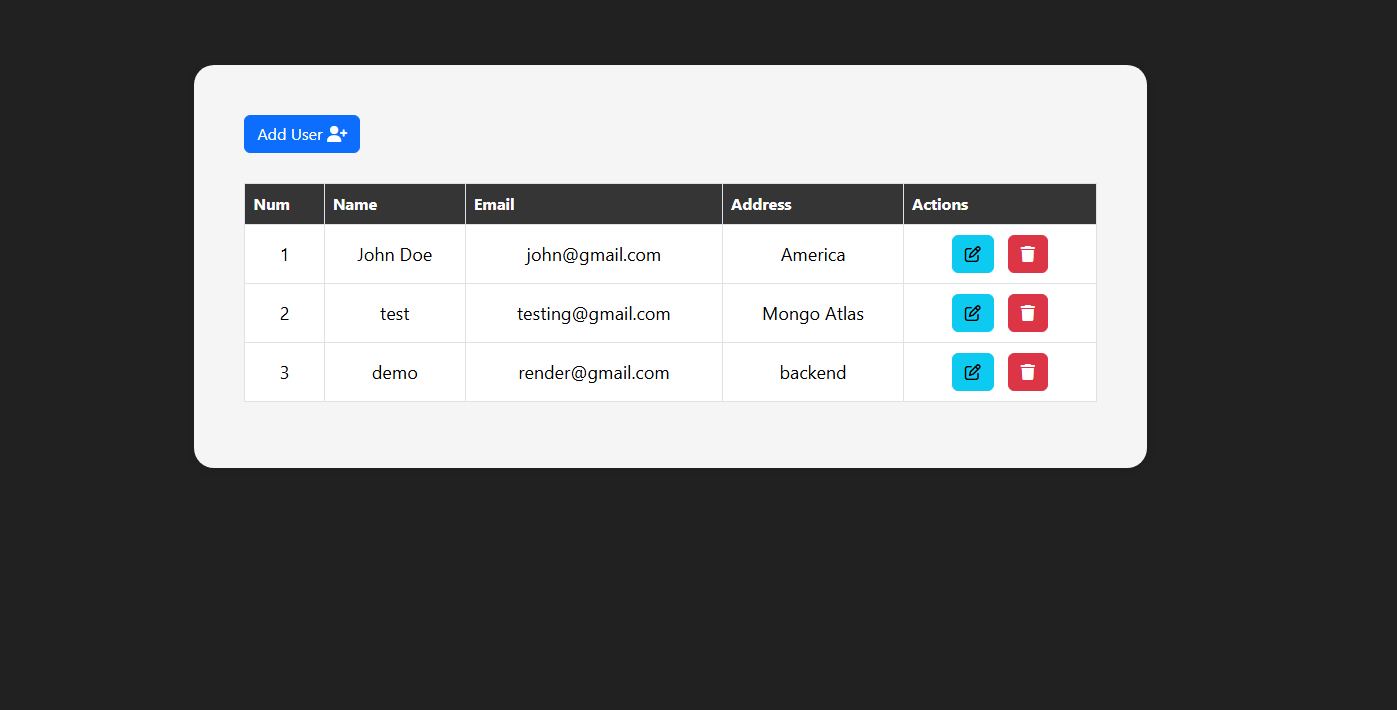 Add User
Num Name Email Address Actions
1 John Doe john@gmail.com America
2 test testing@gmail.com Mongo Atlas
3 demo render@gmail.com backend